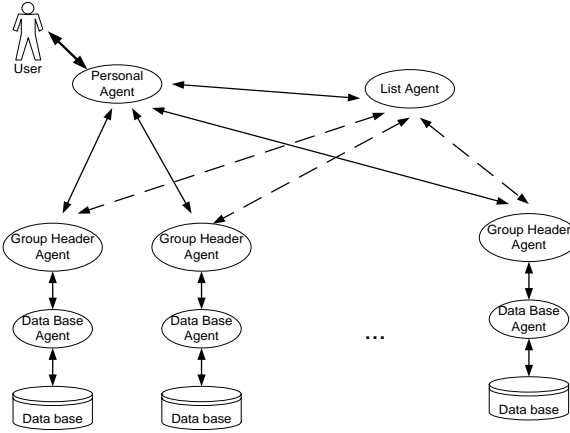 User
Personal
Agent
List Agent
Group Header
Agent
Group Header
Agent
Group Header
Agent
Data Base
Agent
Data Base
Agent
...
Data Base
Agent
Data base
Data base
Data base